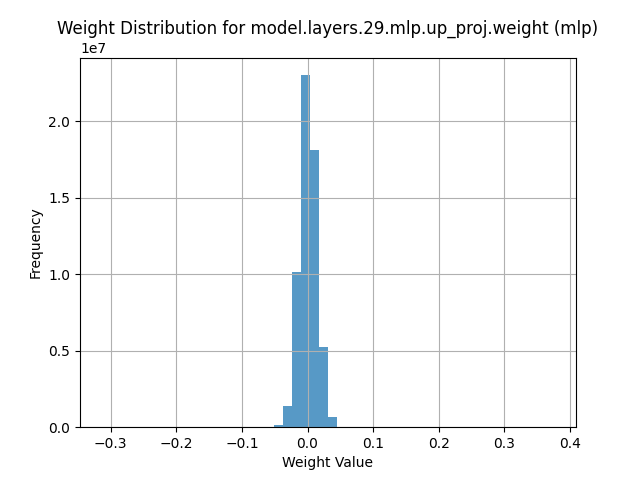 Weight Distribution for model.layers.29.mlp.up_proj.weight (mlp)
1e7
2.0
1.5
1.0
0.5
0.0
Frequency
−0.3 −0.2 −0.1 0.0 0.1 0.2 0.3 0.4
Weight Value